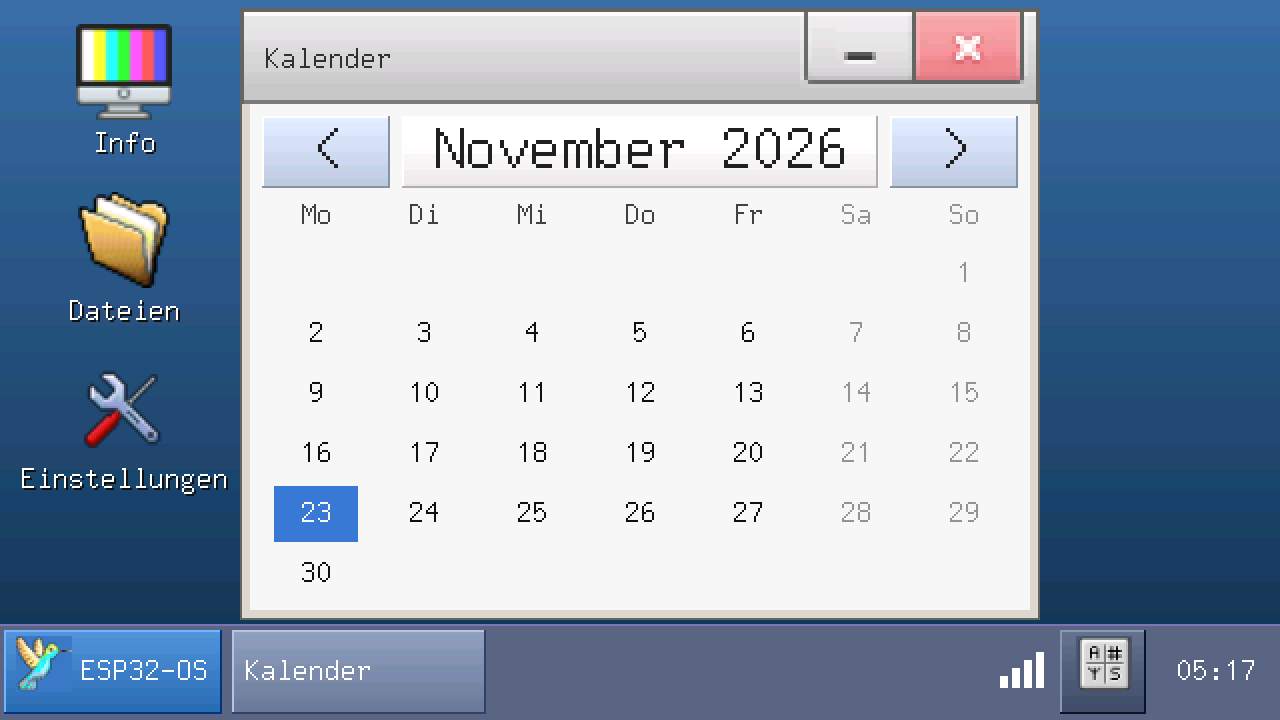 Info
Dateien
Einstellungen
Kalender
< November 2026 >
Mo Di Mi Do Fr Sa So
1
2 3 4 5 6 7 8
9 10 11 12 13 14 15
16 17 18 19 20 21 22
23 24 25 26 27 28 29
30
ESP32-OS Kalender A # Y S 05:17